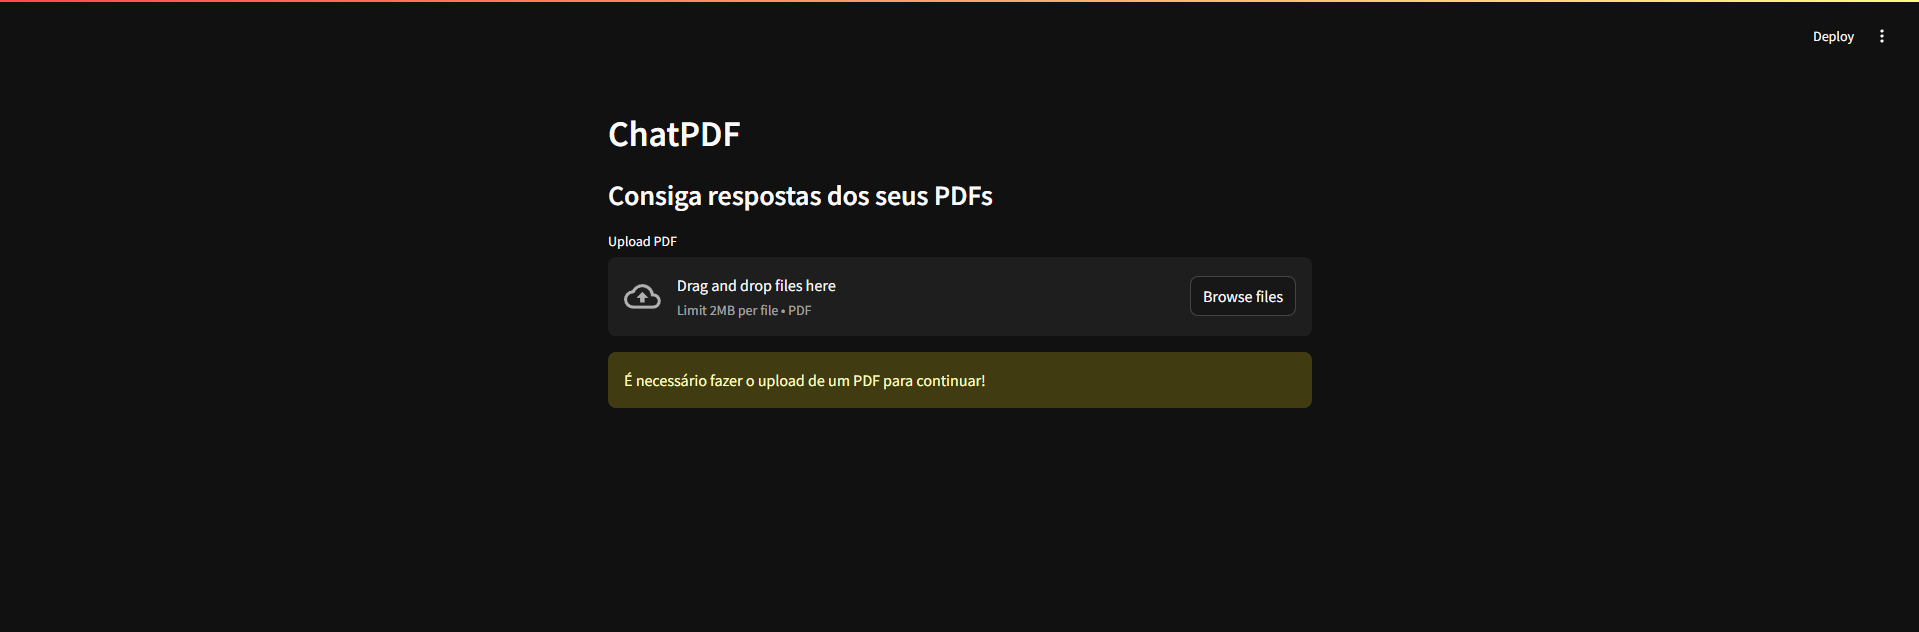 Deploy
ChatPDF
Consiga respostas dos seus PDFs
Upload PDF
Drag and drop files here
Limit 2MB per file • PDF
Browse files
É necessário fazer o upload de um PDF para continuar!